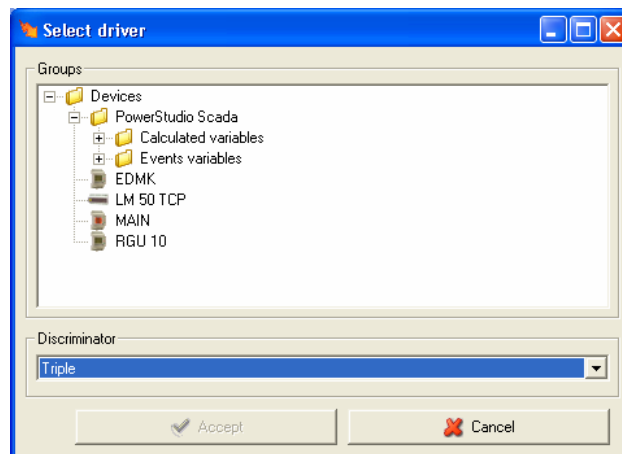 Select driver
Groups
Devices
PowerStudio Scada
Calculated variables
Events variables
EDMK
LM 50 TCP
MAIN
RGU 10
Discriminator
Triple
Accept
Cancel